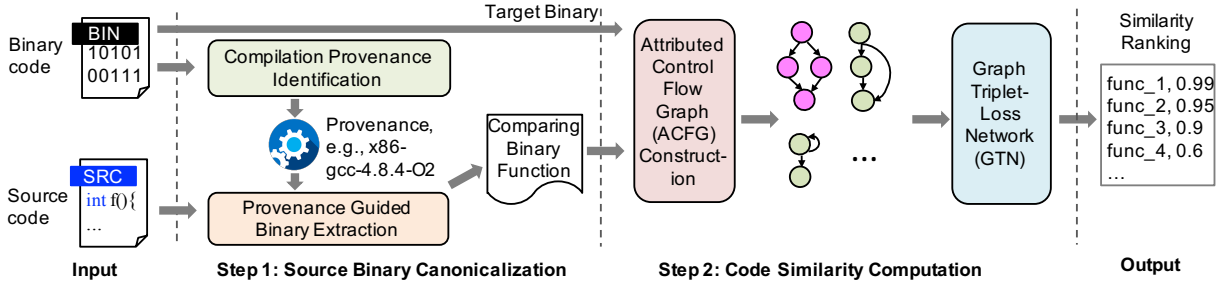 Target Binary
Binary
code
BIN
10101
00111
Compilation Provenance
Identification
Provenance,
e.g., x86-
gcc-4.8.4-O2
Comparing
Binary
Function
Source
code
SRC
int f(){
...
Provenance Guided
Binary Extraction
Attributed
Control
Flow
Graph
(ACFG)
Construct-
ion
...
Graph
Triplet-
Loss
Network
(GTN)
Similarity
Ranking
func_1, 0.99
func_2, 0.95
func_3, 0.9
func_4, 0.6
...
Input
Step 1: Source Binary Canonicalization
Step 2: Code Similarity Computation
Output